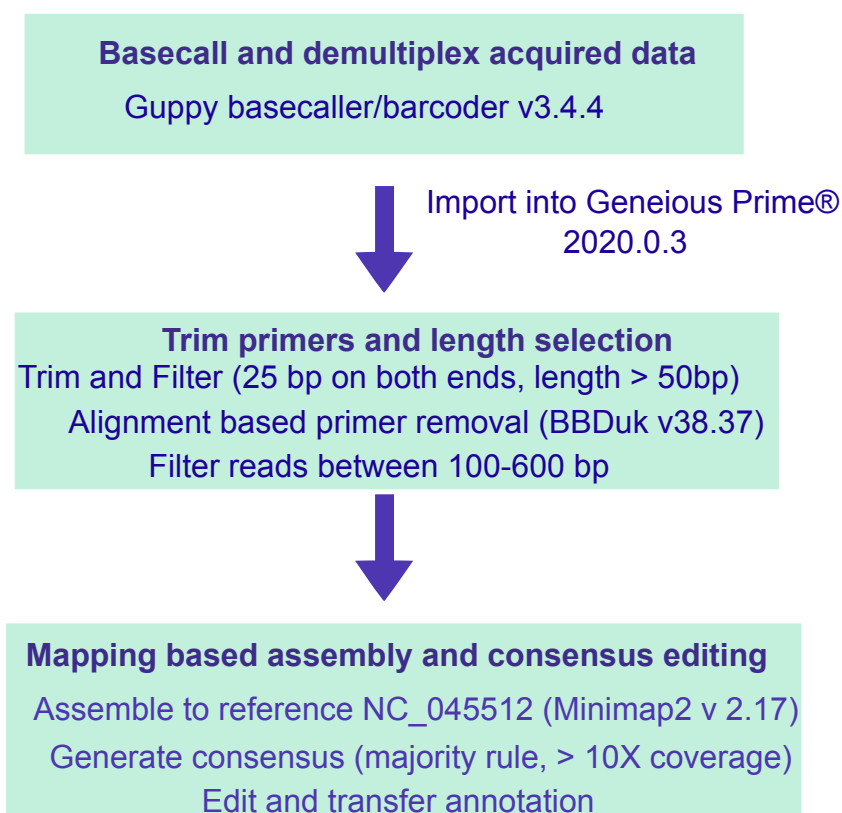 Basecall and demultiplex acquired data
Guppy basecaller/barcoder v3.4.4
Import into Geneious Prime®
2020.0.3
Trim primers and length selection
Trim and Filter (25 bp on both ends, length > 50bp)
Alignment based primer removal (BBDuk v38.37)
Filter reads between 100-600 bp
Mapping based assembly and consensus editing
Assemble to reference NC_045512 (Minimap2 v 2.17)
Generate consensus (majority rule, > 10X coverage)
Edit and transfer annotation